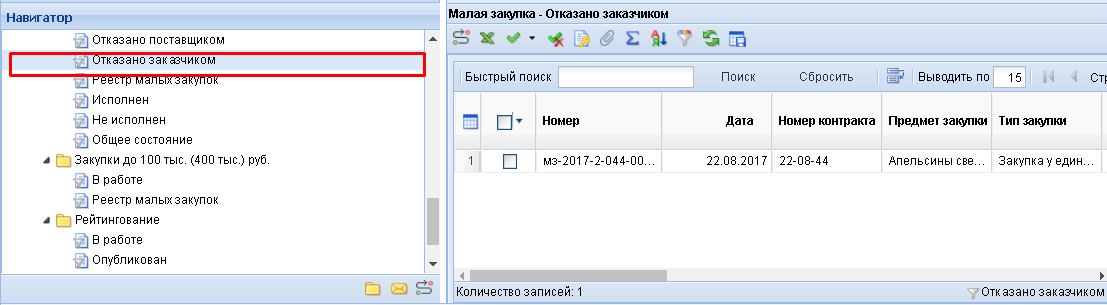 Навигатор
Отказано поставщиком
Отказано заказчиком
Реестр малых закупок
Исполнен
Не исполнен
Общее состояние
Закупки до 100 тыс. (400 тыс.) руб.
В работе
Реестр малых закупок
Рейтингование
В работе
Опубликован
Малая закупка - Отказано заказчиком
Быстрый поиск Поиск Сбросить Выводить по 15 Стр
Номер Дата Номер контракта Предмет закупки Тип закупки
1 мз-2017-2-044-00... 22.08.2017 22-08-44 Апельсины све... Закупка у един...
Количество записей: 1 Отказано заказчиком